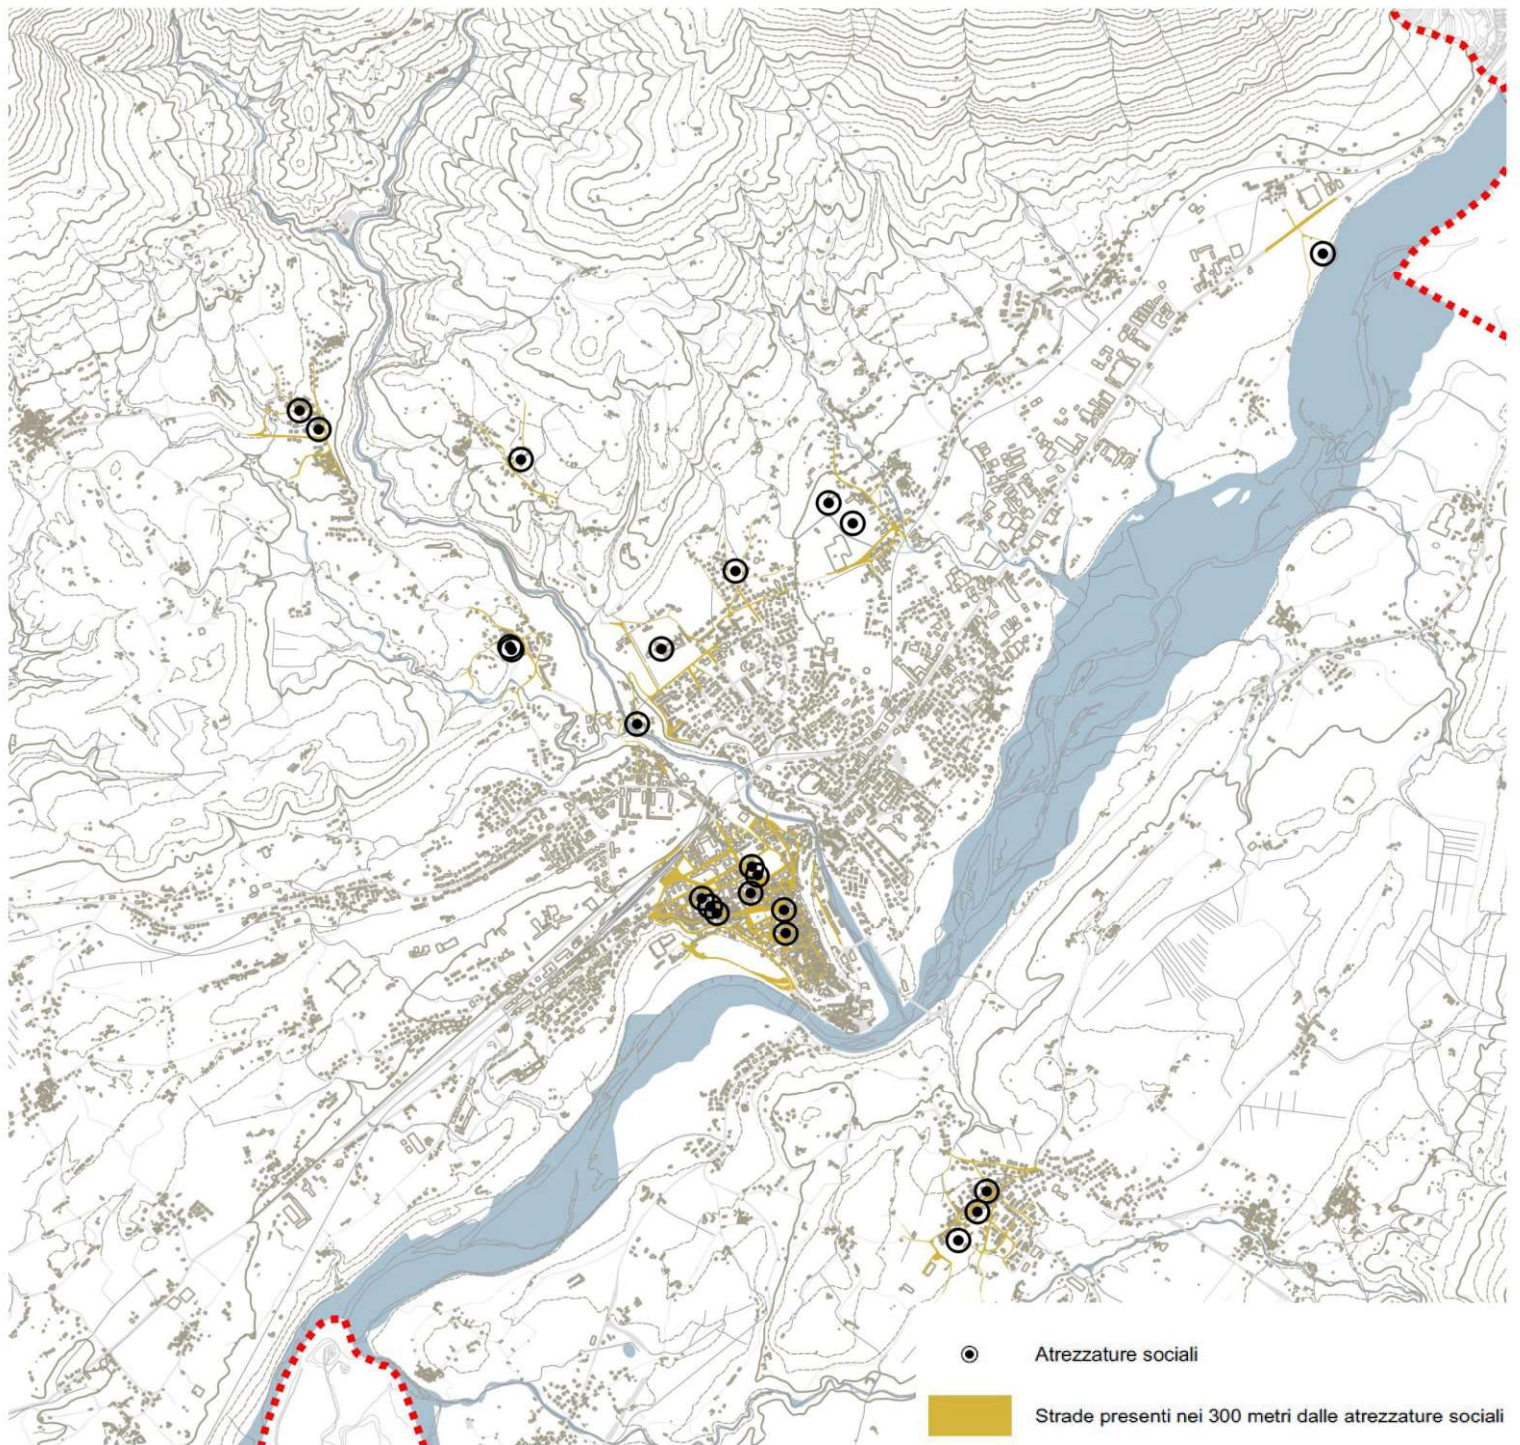 Atrezzature sociali
Strade presenti nei 300 metri dalle atrezzature sociali